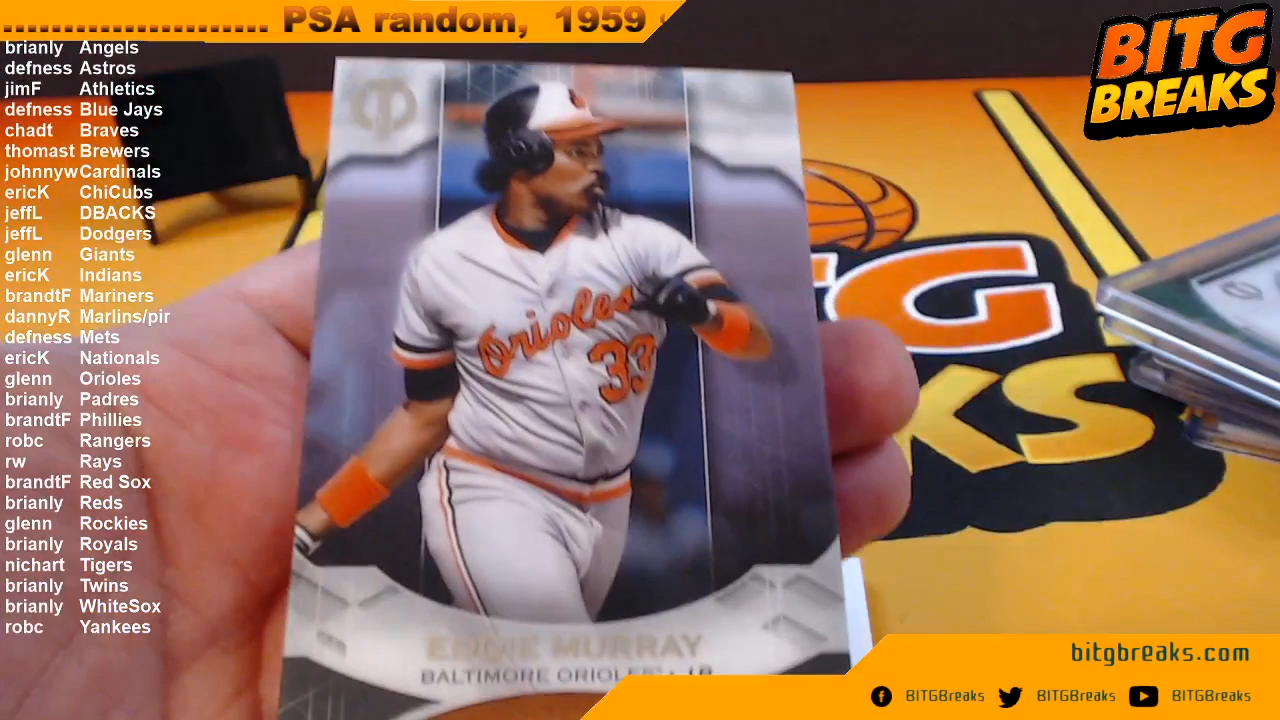 ..................... PSA random, 1959
BITG
BREAKS
brianly Angels
defness Astros
jimF Athletics
defness Blue Jays
chadt Braves
thomast Brewers
johnnyw Cardinals
ericK ChiCubs
jeffL DBACKS
jeffL Dodgers
glenn Giants
ericK Indians
brandtF Mariners
dannyR Marlins/pir
defness Mets
ericK Nationals
glenn Orioles
brianly Padres
brandtF Phillies
robc Rangers
rw Rays
brandtF Red Sox
brianly Reds
glenn Rockies
brianly Royals
nichart Tigers
brianly Twins
brianly WhiteSox
robc Yankees
Orioles
33
EDDIE MURRAY
BALTIMORE ORIOLES • 1B
TG
KS
bitgbreaks.com
BITGBreaks BITGBreaks BITGBreaks